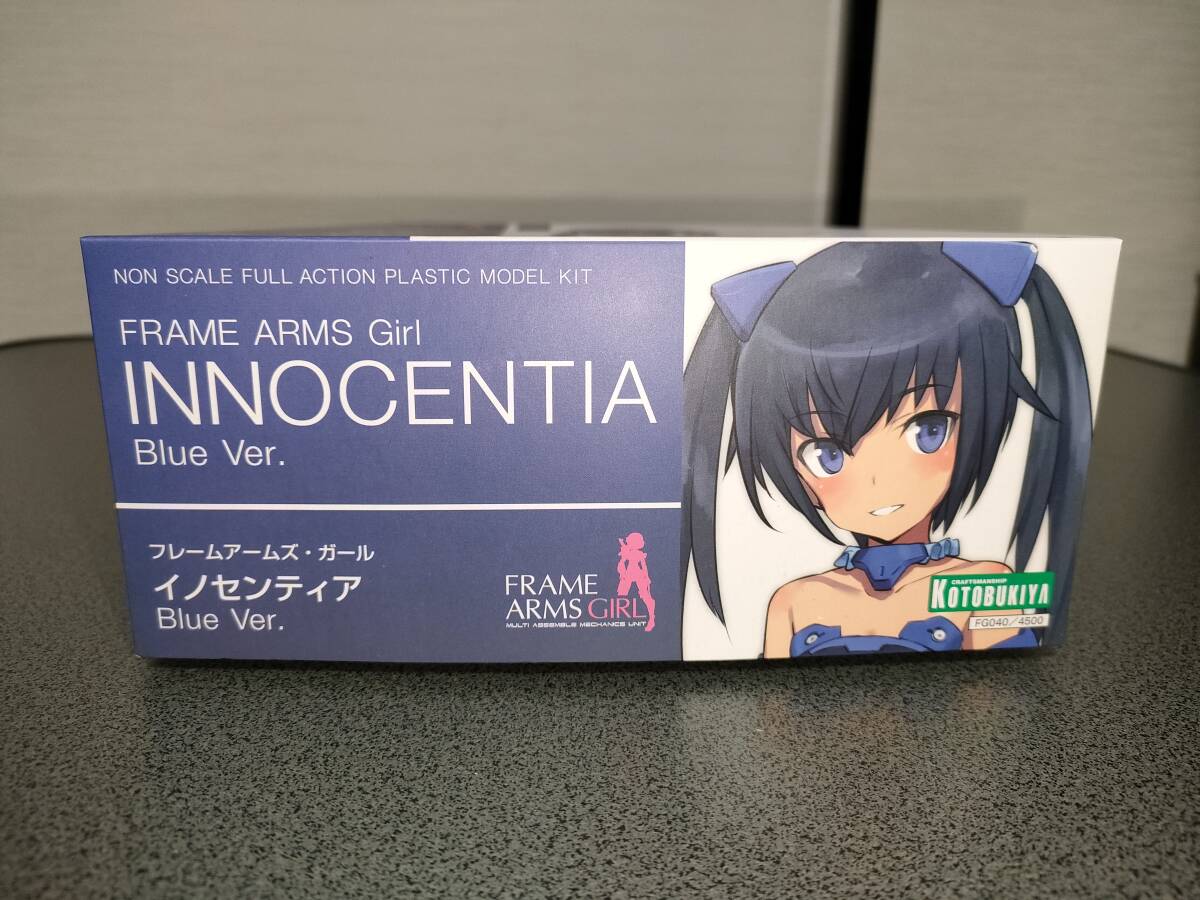 NON SCALE FULL ACTION PLASTIC MODEL KIT
FRAME ARMS Girl
INNOCENTIA
Blue Ver.
フレームアームズ・ガール
イノセンティア
Blue Ver.
FRAME
ARMS GIRL
MULTI ASSEMBLE MECHANICS UNIT
CRAFTSMANSHIP
KOTOBUKIYA
FG040/4500